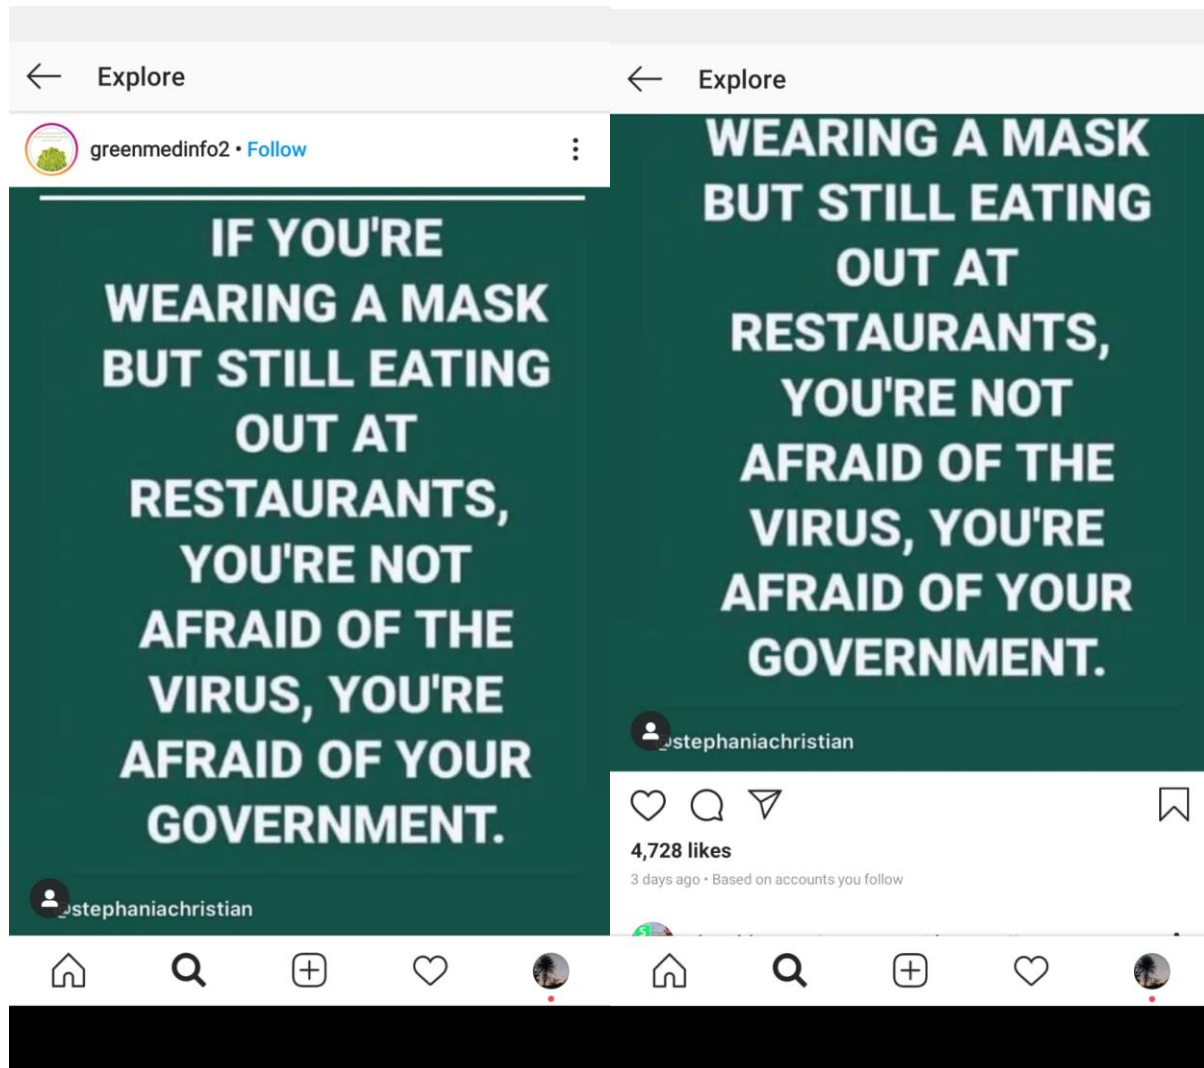 Explore
greenmedinfo2 • Follow
IF YOU'RE
WEARING A MASK
BUT STILL EATING
OUT AT
RESTAURANTS,
YOU'RE NOT
AFRAID OF THE
VIRUS, YOU'RE
AFRAID OF YOUR
GOVERNMENT.
@stephaniachristian
Explore
WEARING A MASK
BUT STILL EATING
OUT AT
RESTAURANTS,
YOU'RE NOT
AFRAID OF THE
VIRUS, YOU'RE
AFRAID OF YOUR
GOVERNMENT.
@stephaniachristian
4,728 likes
3 days ago • Based on accounts you follow